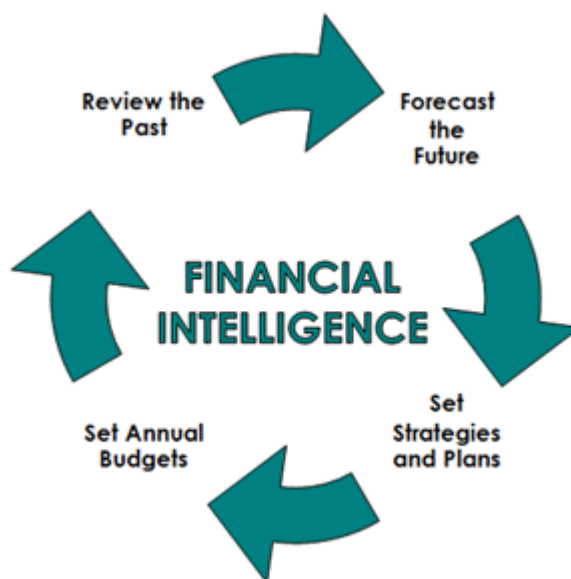 Review the
Past
Forecast
the
Future
FINANCIAL
INTELLIGENCE
Set
Strategies
and Plans
Set Annual
Budgets